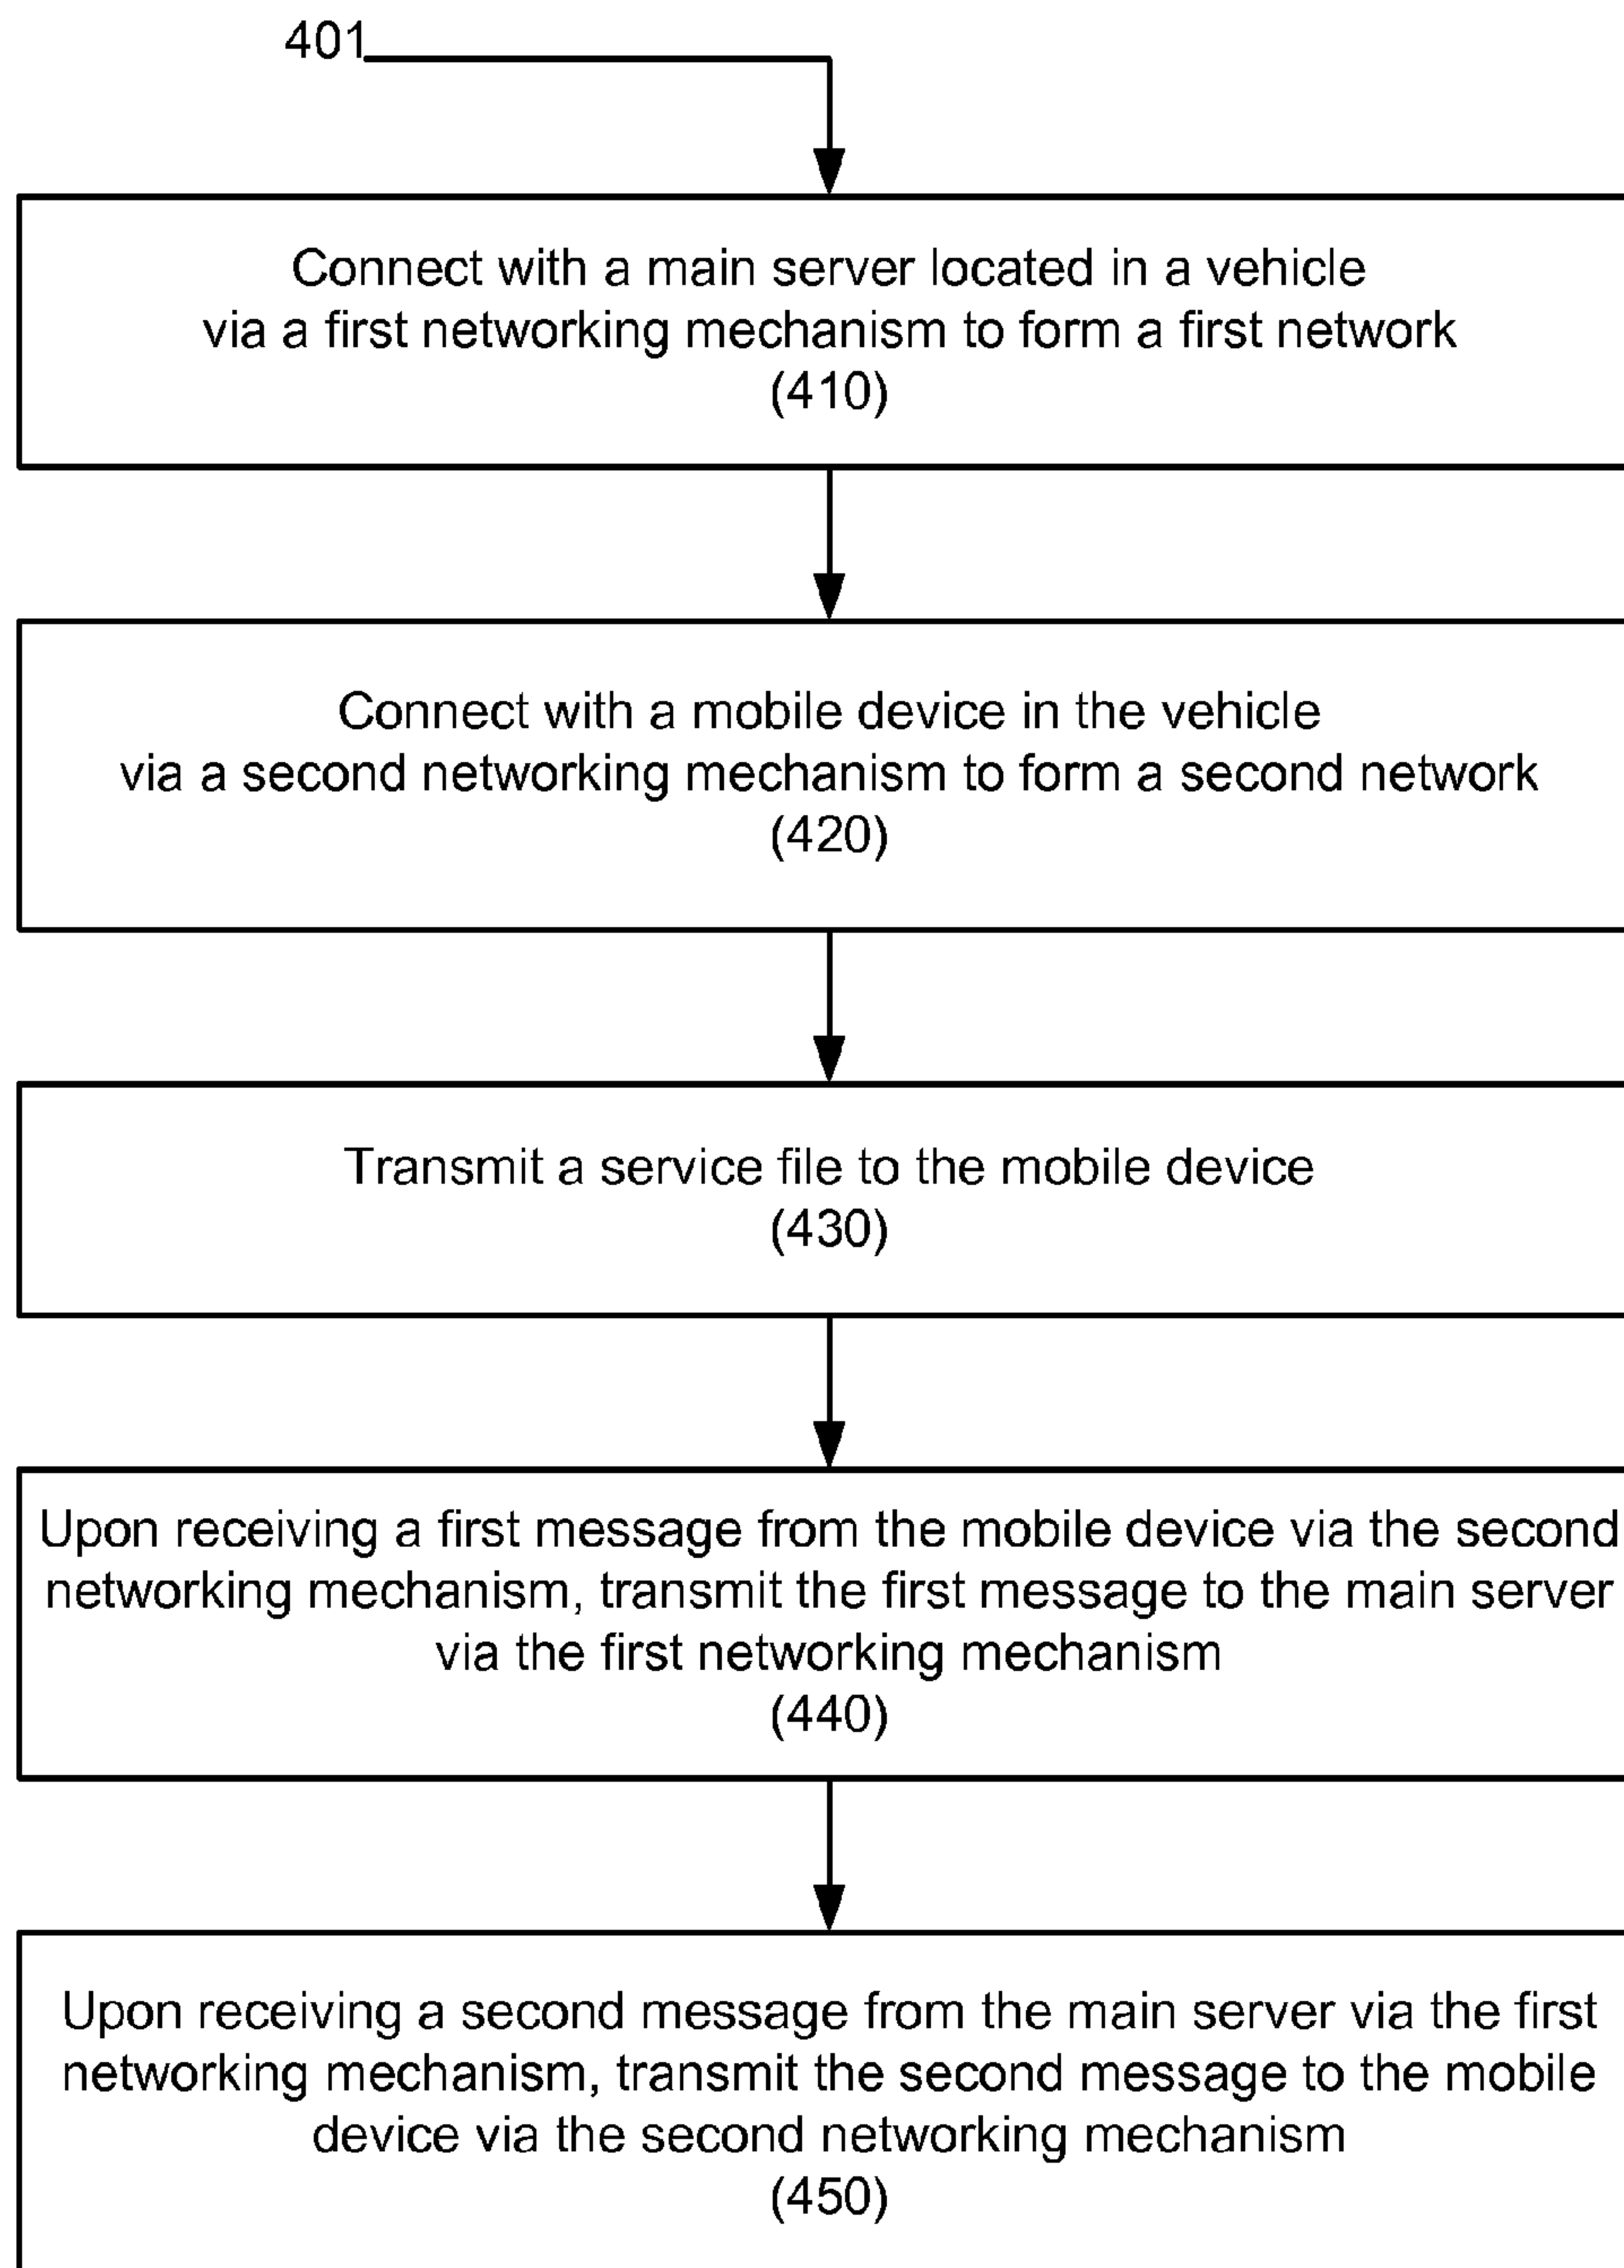 401
Connect with a main server located in a vehicle
via a first networking mechanism to form a first network
(410)
Connect with a mobile device in the vehicle
via a second networking mechanism to form a second network
(420)
Transmit a service file to the mobile device
(430)
Upon receiving a first message from the mobile device via the second
networking mechanism, transmit the first message to the main server
via the first networking mechanism
(440)
Upon receiving a second message from the main server via the first
networking mechanism, transmit the second message to the mobile
device via the second networking mechanism
(450)